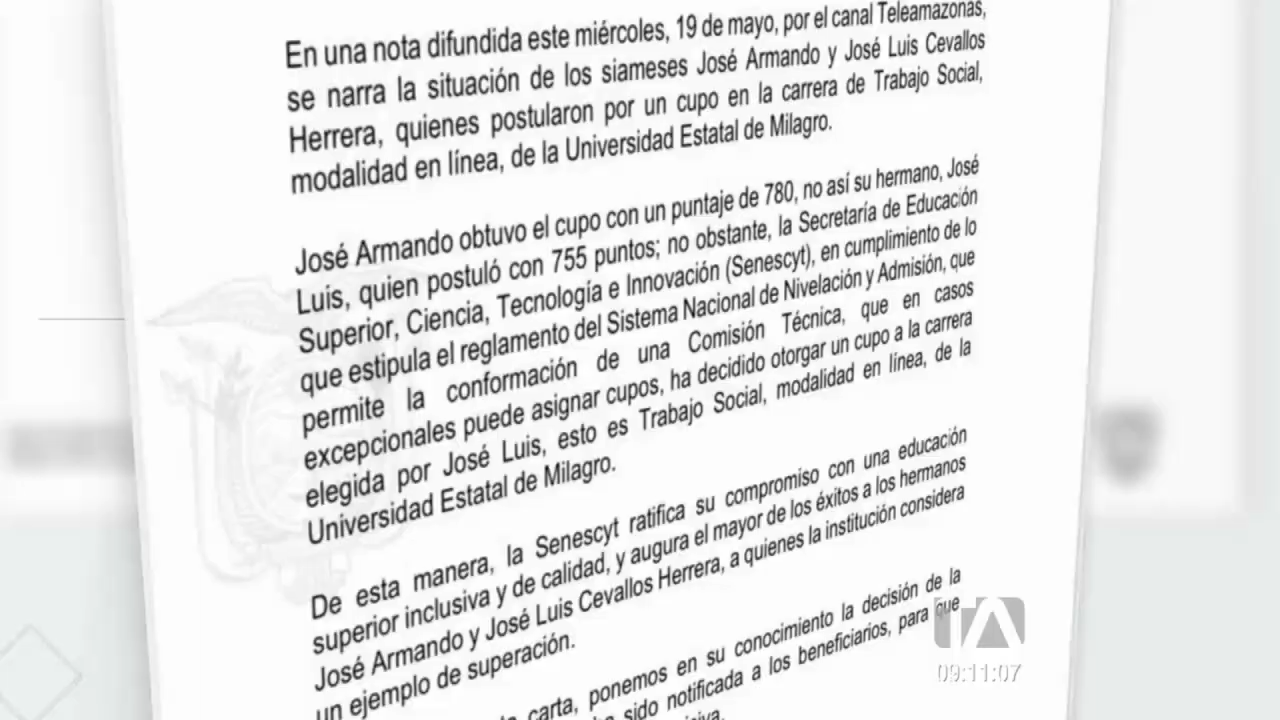 En una nota difundida este miércoles, 19 de mayo, por el canal Teleamazonas,
se narra la situación de los siameses José Armando y José Luis Cevallos
Herrera, quienes postularon por un cupo en la carrera de Trabajo Social,
modalidad en línea, de la Universidad Estatal de Milagro.
José Armando obtuvo el cupo con un puntaje de 780, no así su hermano, José
Luis, quien postuló con 755 puntos; no obstante, la Secretaría de Educación
Superior, Ciencia, Tecnología e Innovación (Senescyt), en cumplimiento de lo
que estipula el reglamento del Sistema Nacional de Nivelación y Admisión, que
permite la conformación de una Comisión Técnica, que en casos
excepcionales puede asignar cupos, ha decidido otorgar un cupo a la carrera
elegida por José Luis, esto es Trabajo Social, modalidad en línea, de la
Universidad Estatal de Milagro.
De esta manera, la Senescyt ratifica su compromiso con una educación
superior inclusiva y de calidad, y augura el mayor de los éxitos a los hermanos
José Armando y José Luis Cevallos Herrera, a quienes la institución considera
un ejemplo de superación.
carta, ponemos en su conocimiento la decisión de la
sido notificada a los beneficiarios, para que
09:11:07